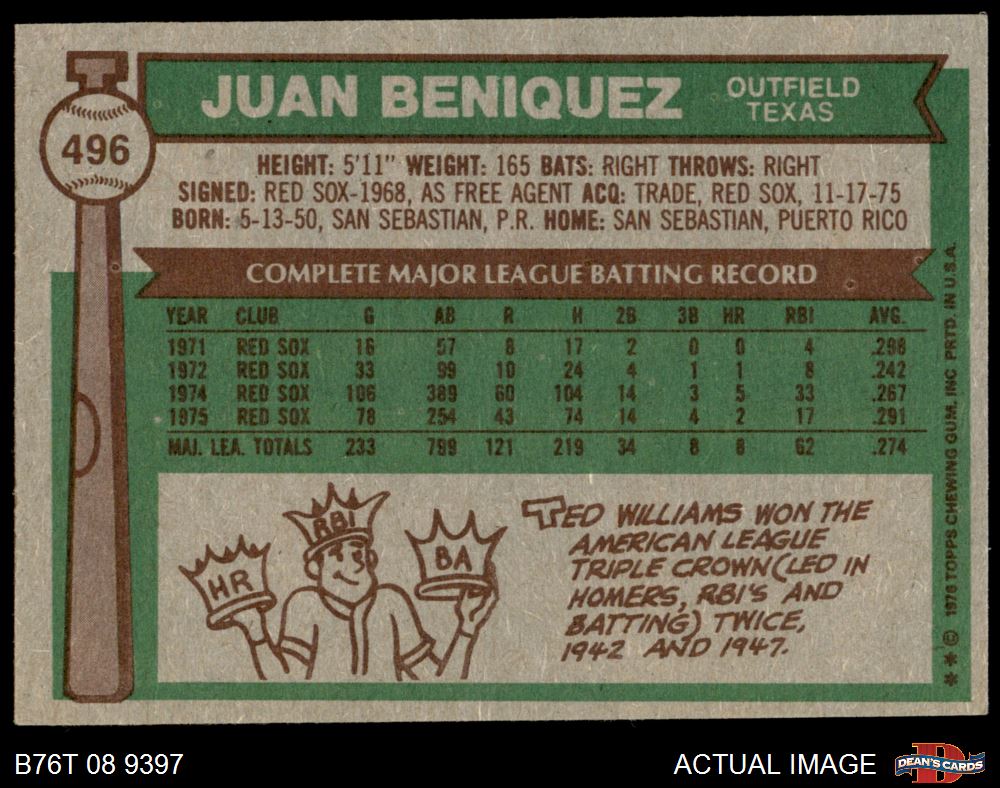 JUAN BENIQUEZ
OUTFIELD
TEXAS
496
HEIGHT: 5'11" WEIGHT: 165 BATS: RIGHT THROWS: RIGHT
SIGNED: RED SOX-1968, AS FREE AGENT ACQ: TRADE, RED SOX, 11-17-75
BORN: 5-13-50, SAN SEBASTIAN, P.R. HOME: SAN SEBASTIAN, PUERTO RICO
COMPLETE MAJOR LEAGUE BATTING RECORD
YEAR CLUB G AB R H 2B 3B HR RBI AVG.
1971 RED SOX 16 57 8 17 2 0 0 4 .298
1972 RED SOX 33 99 10 24 4 1 1 8 .242
1974 RED SOX 106 389 60 104 14 3 5 33 .267
1975 RED SOX 78 254 43 74 14 4 2 17 .291
MAJ. LEA. TOTALS 233 799 121 219 34 8 8 62 .274
HR
RBI
BA
TED WILLIAMS WON THE
AMERICAN LEAGUE
TRIPLE CROWN (LED IN
HOMERS, RBI'S AND
BATTING) TWICE,
1942 AND 1947.
** © 1976 TOPPS CHEWING GUM, INC PRTD. IN U.S.A.
B76T 08 9397
ACTUAL IMAGE
D
DEAN'S CARDS